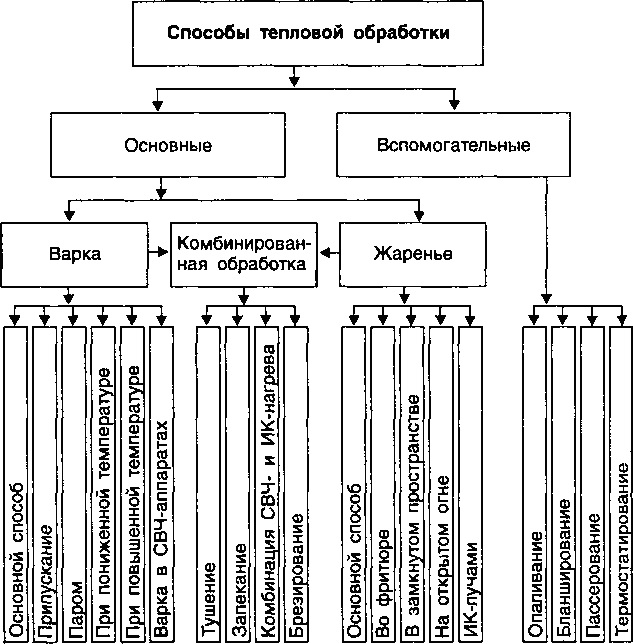 Способы тепловой обработки
Основные
Вспомогательные
Варка
Комбинирован-
ная обработка
Жаренье
Основной способ
Припускание
Паром
При пониженной температуре
При повышенной температуре
Варка в СВЧ-аппаратах
Тушение
Запекание
Комбинация СВЧ- и ИК-нагрева
Брезирование
Основной способ
Во фритюре
В замкнутом пространстве
На открытом огне
ИК-лучами
Опаливание
Бланширование
Пассерование
Термостатирование